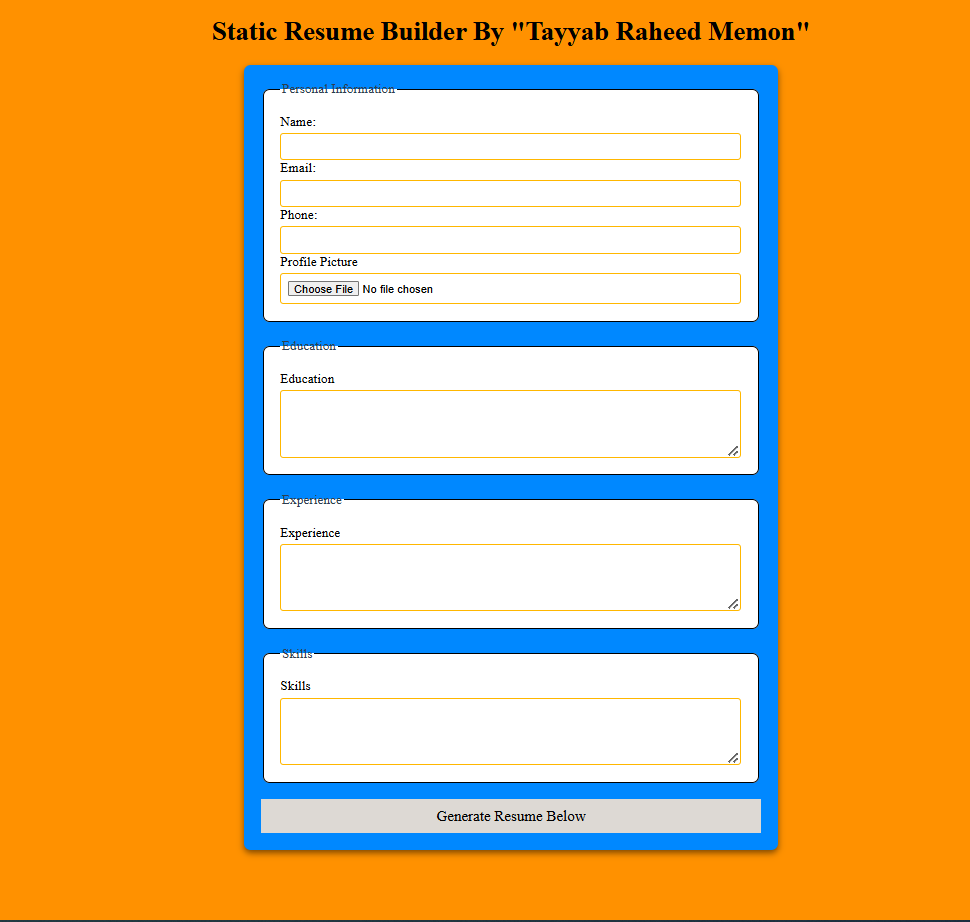 Static Resume Builder By "Tayyab Raheed Memon"
Personal Information
Name:
Email:
Phone:
Profile Picture
Choose File No file chosen
Education
Education
Experience
Experience
Skills
Skills
Generate Resume Below